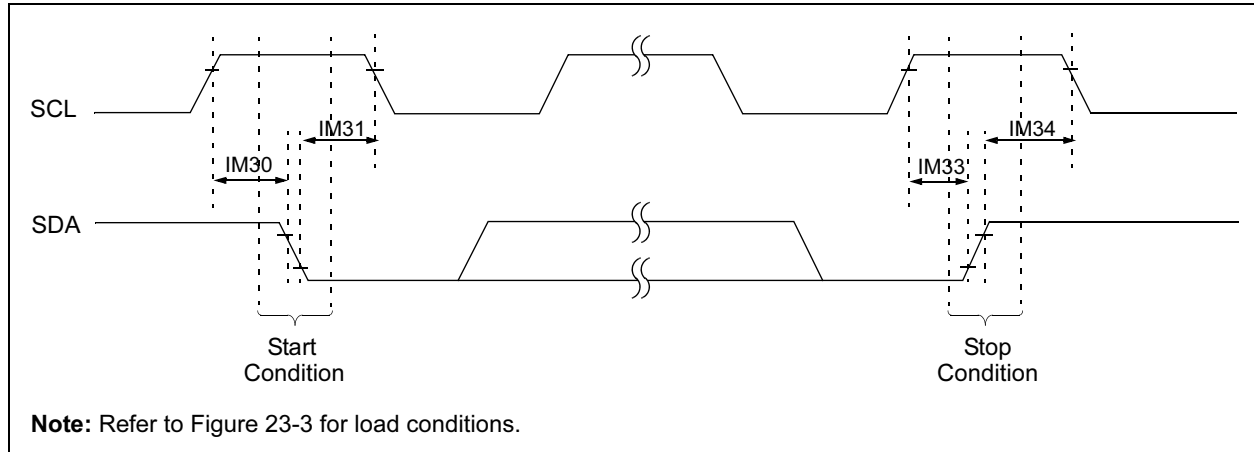 SCL
IM31
IM34
IM30
IM33
SDA
Start
Condition
Stop
Condition
Note: Refer to Figure 23-3 for load conditions.